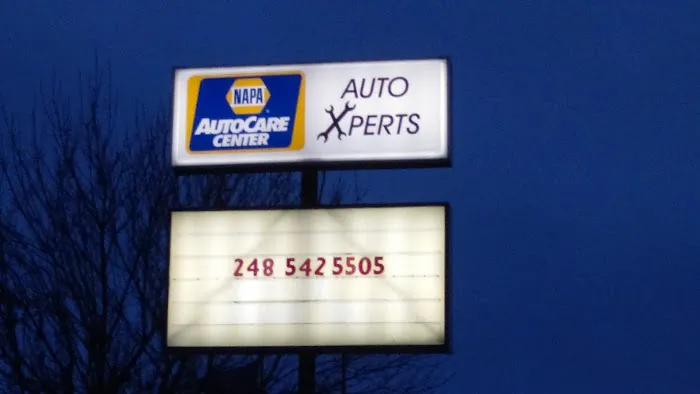 NAPA
AUTOCARE
CENTER
AUTO
XPERTS
248 542 5505